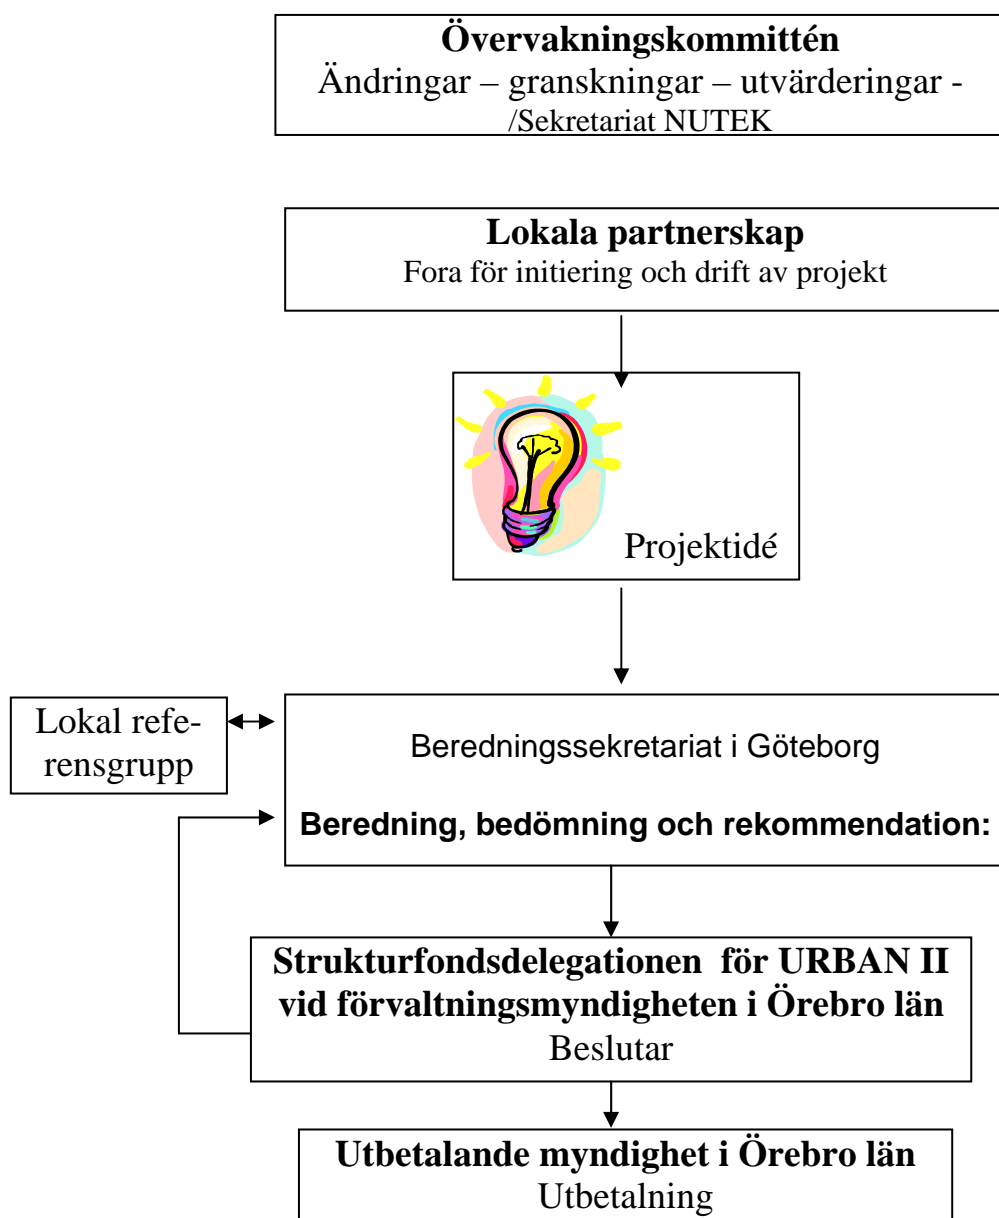 Övervakningskommittén
Ändringar – granskningar – utvärderingar -
/Sekretariat NUTEK
Lokala partnerskap
Fora för initiering och drift av projekt
Projektidé
Lokal refe-
rensgrupp
Beredningssekretariat i Göteborg
Beredning, bedömning och rekommendation:
Strukturfondsdelegationen för URBAN II
vid förvaltningsmyndigheten i Örebro län
Beslutar
Utbetalande myndighet i Örebro län
Utbetalning